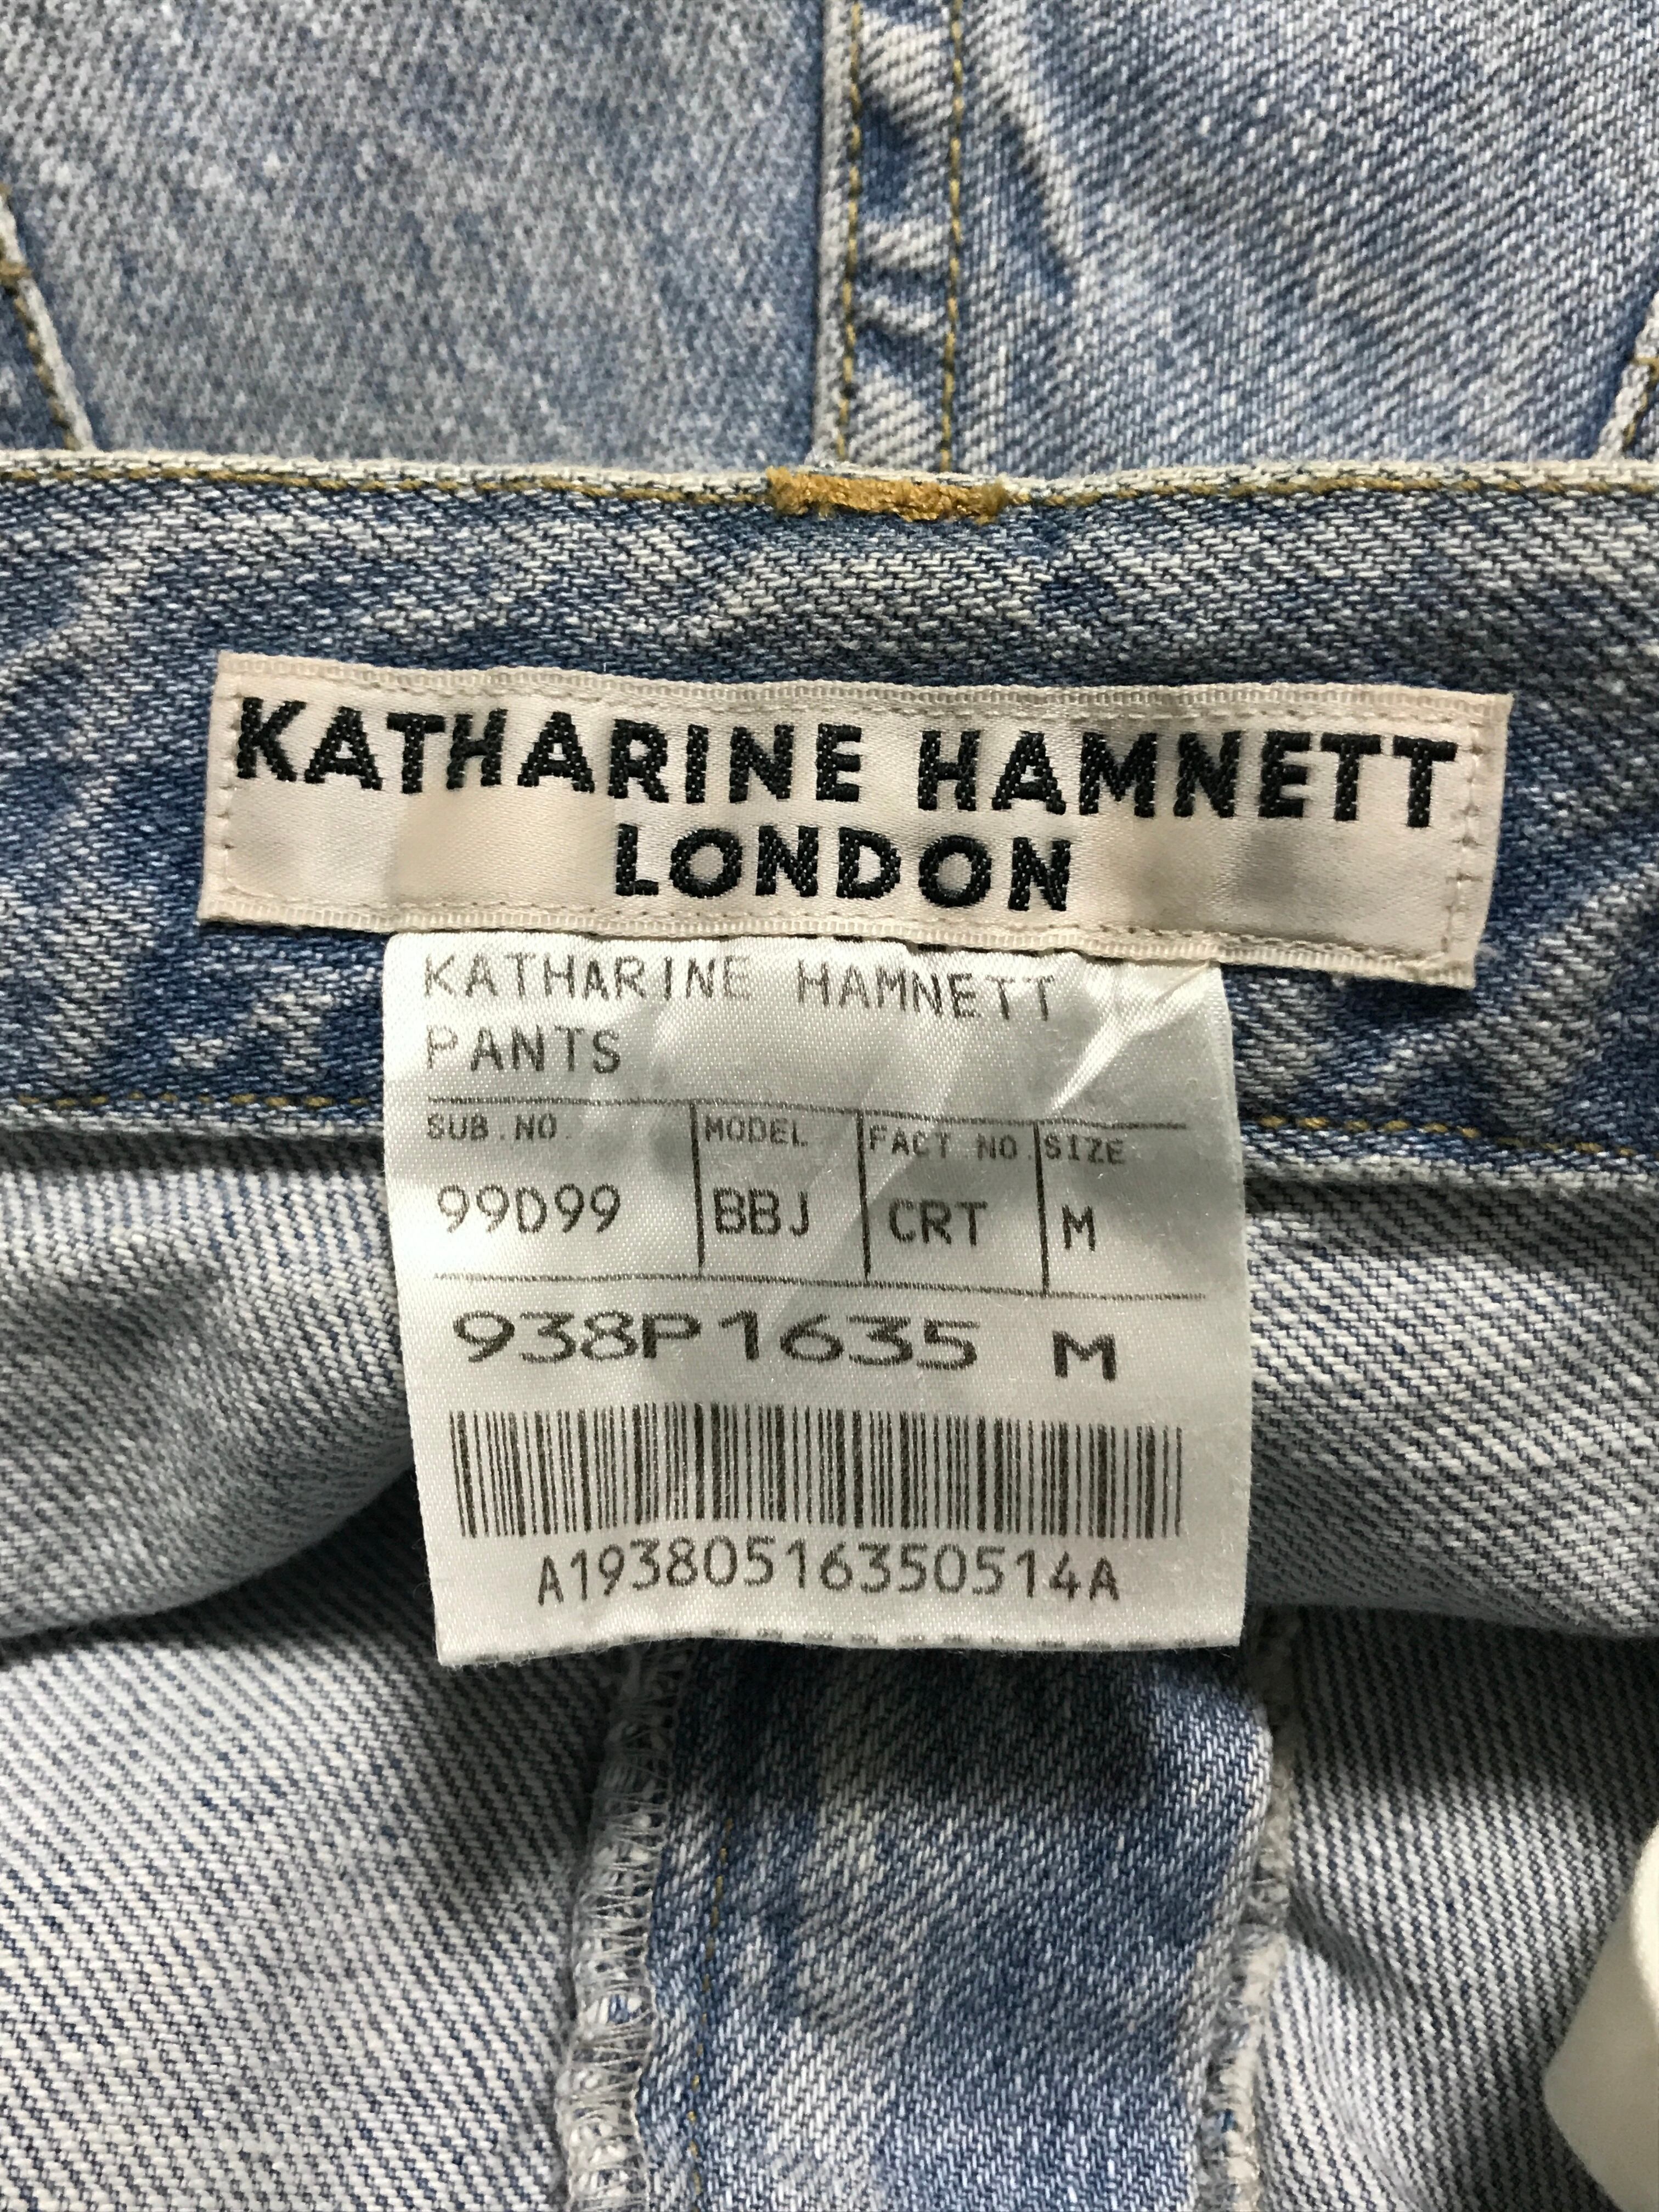 KATHARINE HAMNETT
LONDON
KATHARINE HAMNETT
PANTS
SUB.NO. MODEL FACT NO. SIZE
99D99 BBJ CRT M
938P1635 M
A19380516350514A